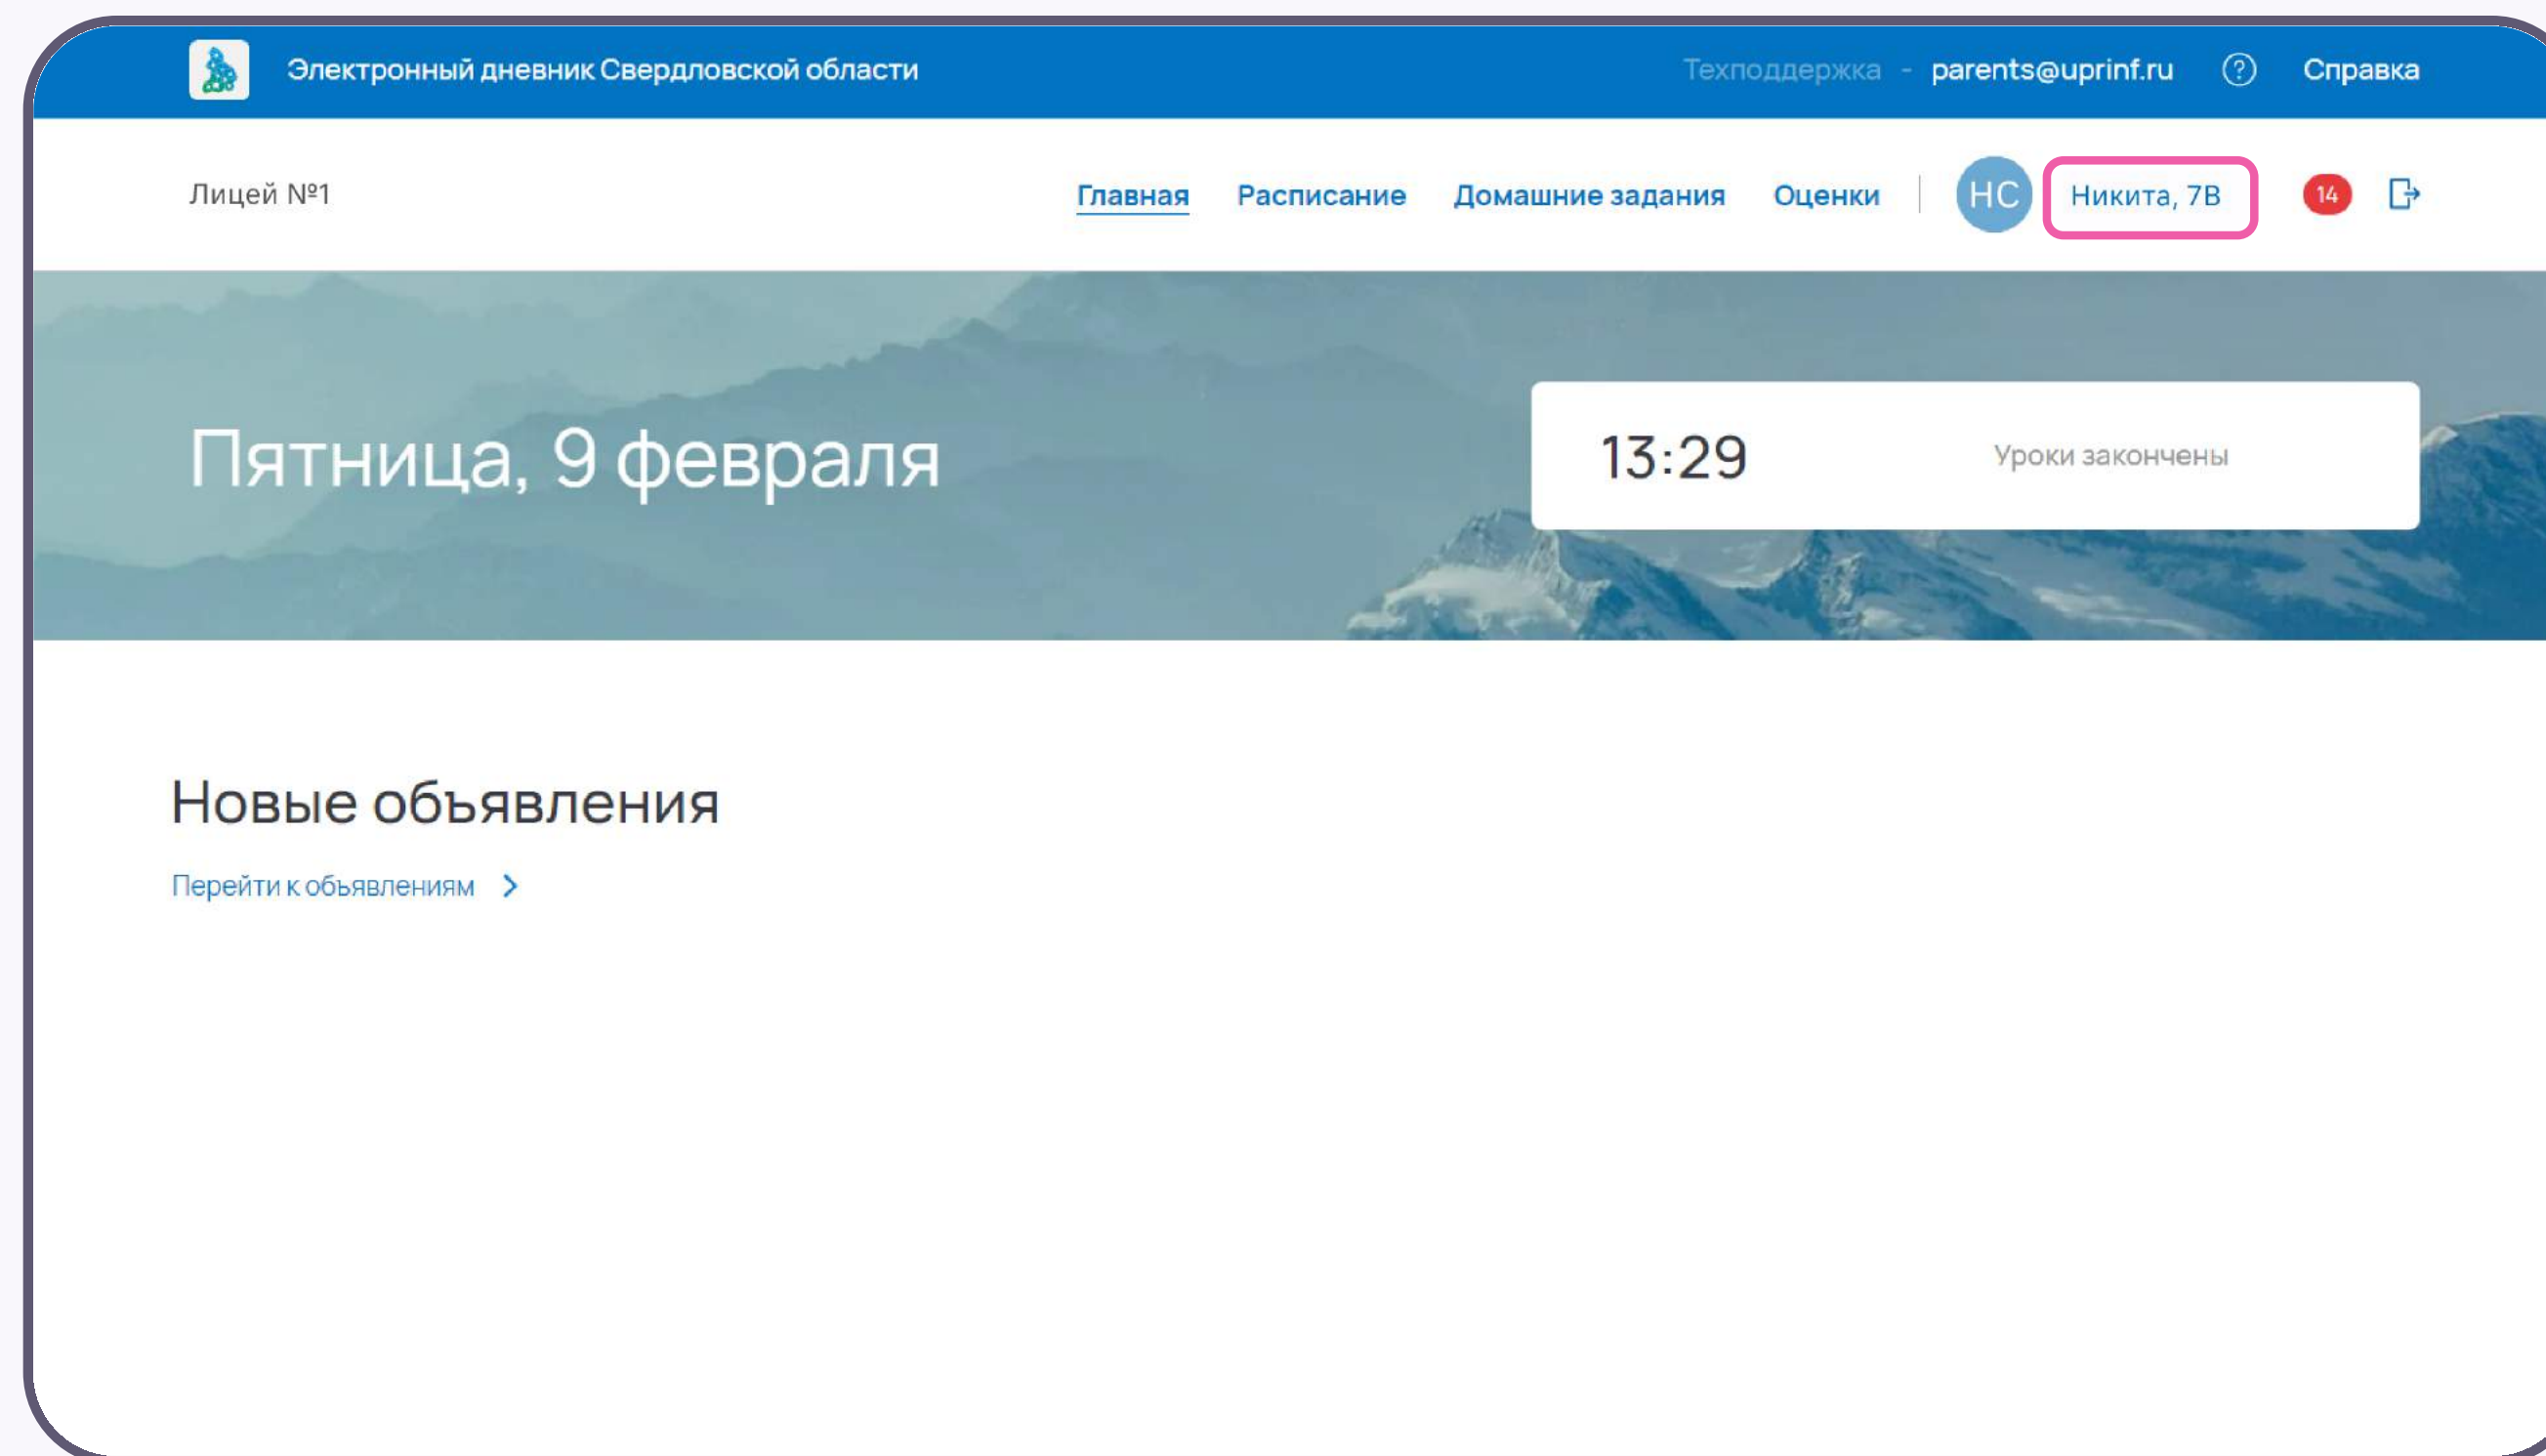 Электронный дневник Свердловской области
Техподдержка - parents@uprinf.ru ? Справка
Лицей №1
Главная Расписание Домашние задания Оценки НС Никита, 7В 14
Пятница, 9 февраля
13:29 Уроки закончены
Новые объявления
Перейти к объявлениям